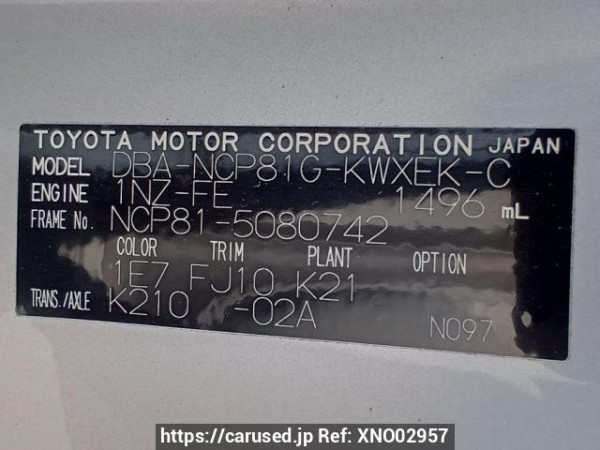 TOYOTA MOTOR CORPORATION JAPAN
MODEL DBA-NCP81G-KWXEK-C
ENGINE 1NZ-FE 1496 mL
FRAME No. NCP81-5080742
COLOR TRIM PLANT OPTION
1E7 FJ10 K21
TRANS./AXLE K210 -02A
N097
https://carused.jp Ref: XNO02957